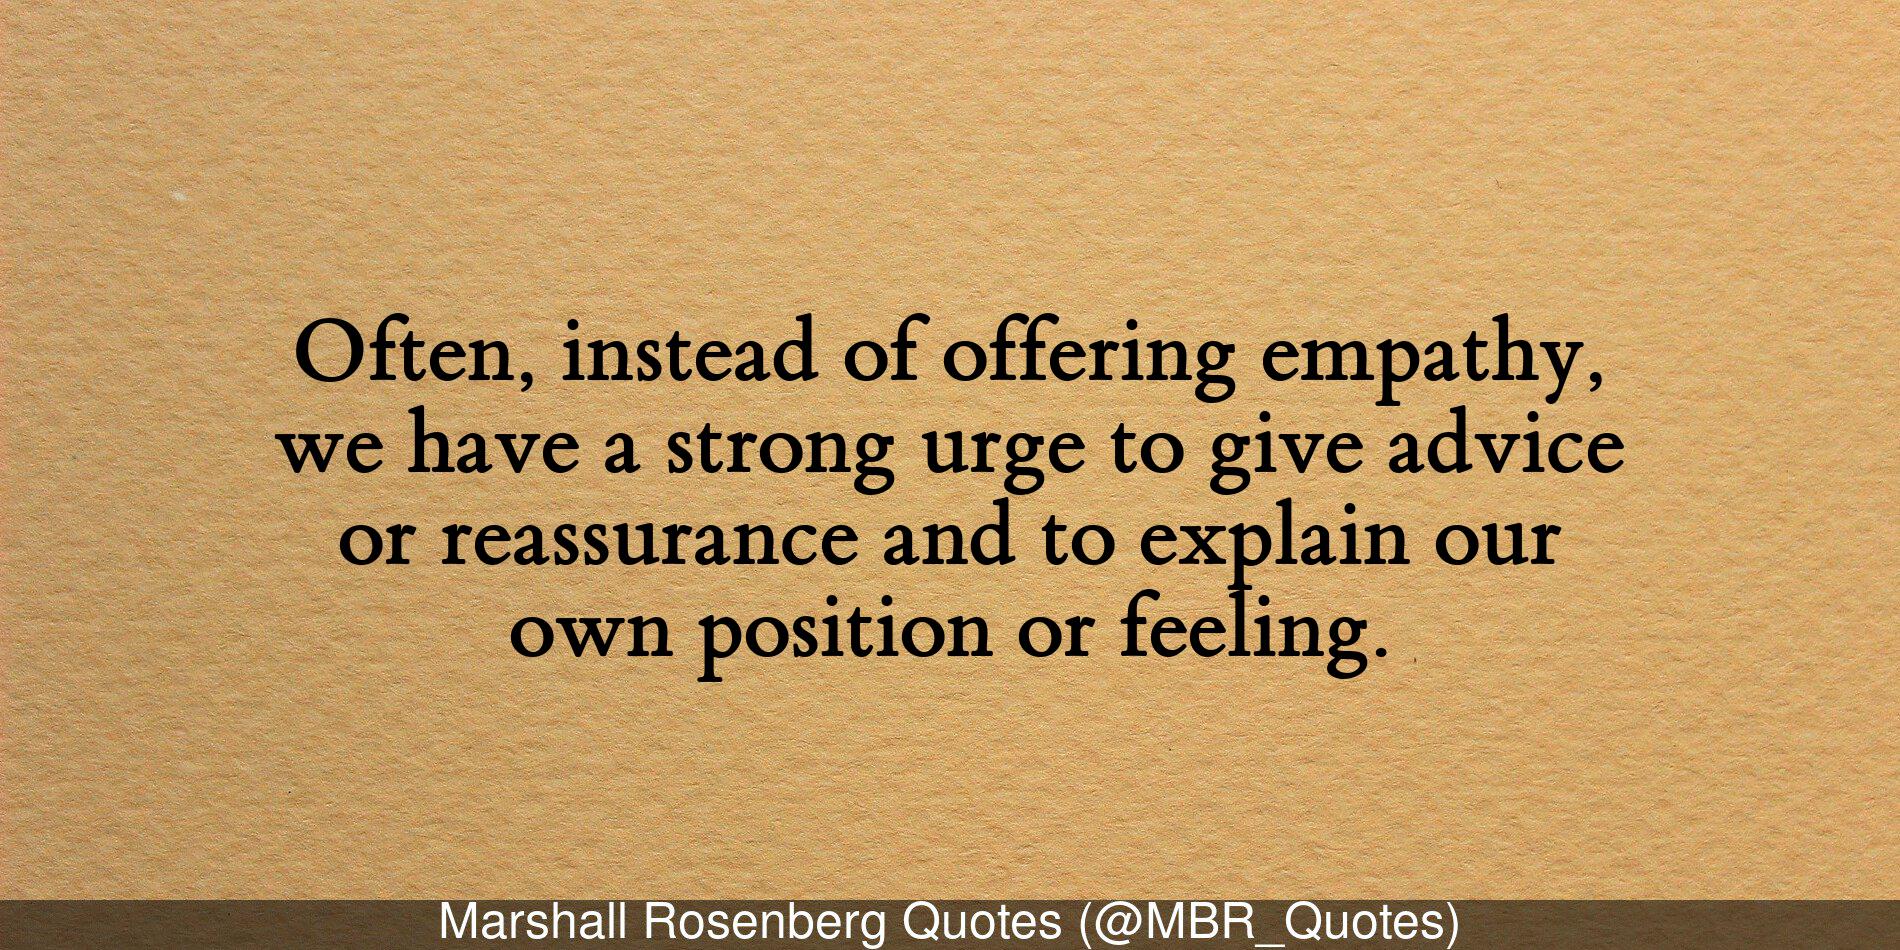 Often, instead of offering empathy,
we have a strong urge to give advice
or reassurance and to explain our
own position or feeling.
Marshall Rosenberg Quotes (@MBR_Quotes)